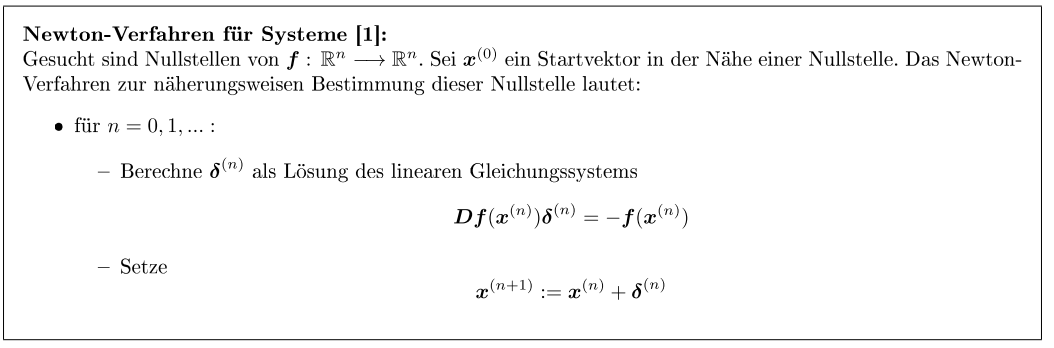 Newton-Verfahren für Systeme [1]:
Gesucht sind Nullstellen von f : ℝⁿ ⟶ ℝⁿ. Sei x⁽⁰⁾ ein Startvektor in der Nähe einer Nullstelle. Das Newton-
Verfahren zur näherungsweisen Bestimmung dieser Nullstelle lautet:
• für n = 0, 1, ... :
– Berechne δ⁽ⁿ⁾ als Lösung des linearen Gleichungssystems
Df(x⁽ⁿ⁾)δ⁽ⁿ⁾ = −f(x⁽ⁿ⁾)
– Setze
x⁽ⁿ⁺¹⁾ := x⁽ⁿ⁾ + δ⁽ⁿ⁾